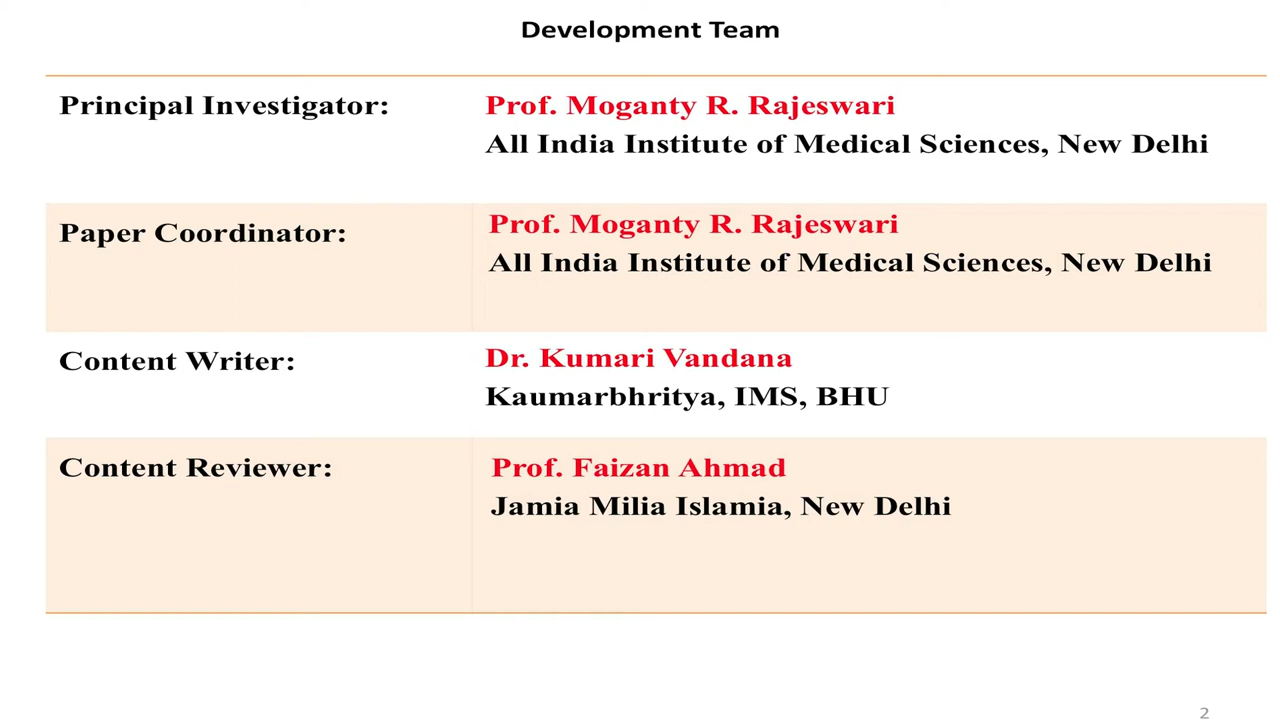 Development Team
Principal Investigator: Prof. Moganty R. Rajeswari
All India Institute of Medical Sciences, New Delhi
Paper Coordinator: Prof. Moganty R. Rajeswari
All India Institute of Medical Sciences, New Delhi
Content Writer: Dr. Kumari Vandana
Kaumarbhritya, IMS, BHU
Content Reviewer: Prof. Faizan Ahmad
Jamia Milia Islamia, New Delhi
2